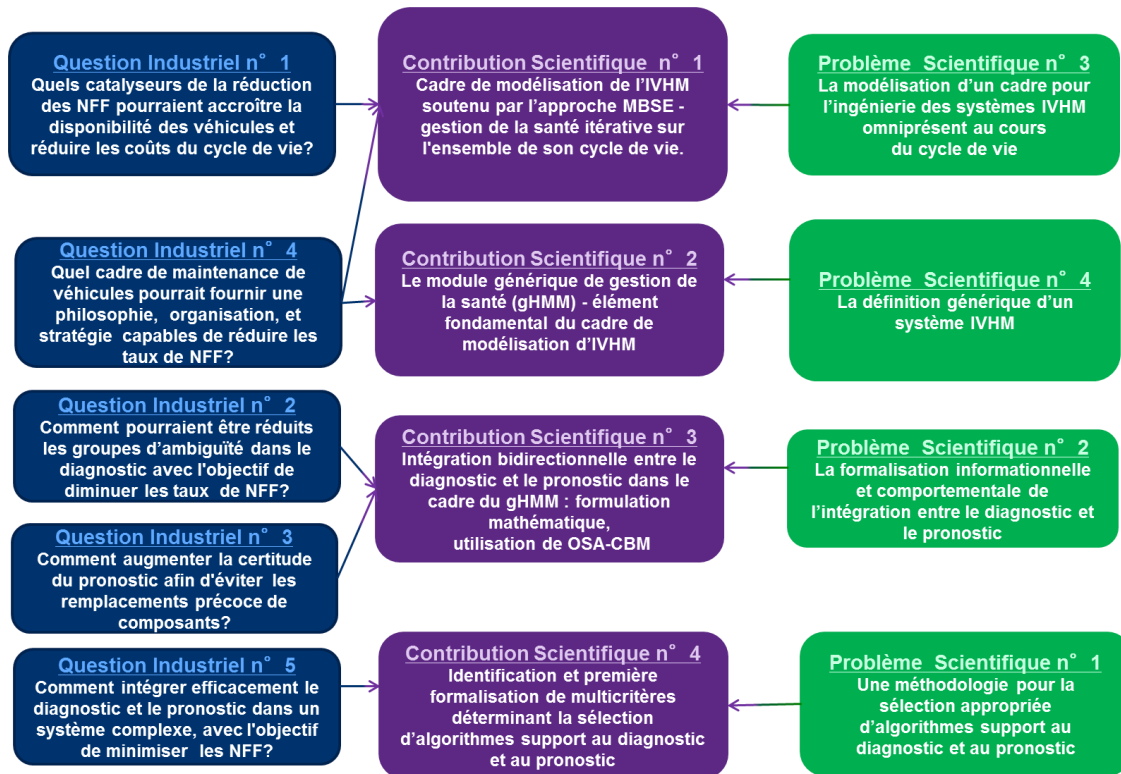 Question Industriel n° 1
Quels catalyseurs de la réduction
des NFF pourraient accroître la
disponibilité des véhicules et
réduire les coûts du cycle de vie?
Question Industriel n° 4
Quel cadre de maintenance de
véhicules pourrait fournir une
philosophie, organisation, et
stratégie capables de réduire les
taux de NFF?
Question Industriel n° 2
Comment pourraient être réduits
les groupes d'ambiguïté dans le
diagnostic avec l'objectif de
diminuer les taux de NFF?
Question Industriel n° 3
Comment augmenter la certitude
du pronostic afin d'éviter les
remplacements précoce de
composants?
Question Industriel n° 5
Comment intégrer efficacement le
diagnostic et le pronostic dans un
système complexe, avec l'objectif
de minimiser les NFF?
Contribution Scientifique n° 1
Cadre de modélisation de l'IVHM
soutenu par l'approche MBSE -
gestion de la santé itérative sur
l'ensemble de son cycle de vie.
Contribution Scientifique n° 2
Le module générique de gestion de
la santé (gHMM) - élément
fondamental du cadre de
modélisation d'IVHM
Contribution Scientifique n° 3
Intégration bidirectionnelle entre le
diagnostic et le pronostic dans le
cadre du gHMM : formulation
mathématique,
utilisation de OSA-CBM
Contribution Scientifique n° 4
Identification et première
formalisation de multicritères
déterminant la sélection
d'algorithmes support au diagnostic
et au pronostic
Problème Scientifique n° 3
La modélisation d'un cadre pour
l'ingénierie des systèmes IVHM
omniprésent au cours
du cycle de vie
Problème Scientifique n° 4
La définition générique d'un
système IVHM
Problème Scientifique n° 2
La formalisation informationnelle
et comportementale de
l'intégration entre le diagnostic et
le pronostic
Problème Scientifique n° 1
Une méthodologie pour la
sélection appropriée
d'algorithmes support au
diagnostic et au pronostic